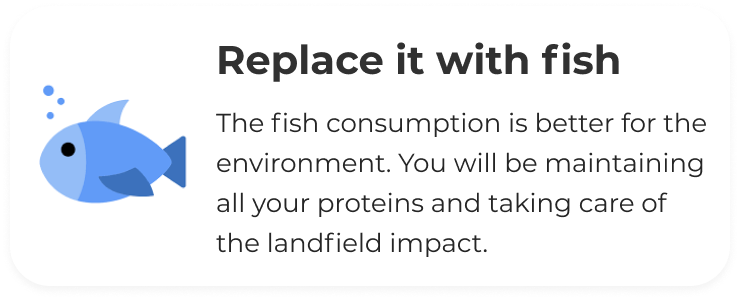 Replace it with fish
The fish consumption is better for the
environment. You will be maintaining
all your proteins and taking care of
the landfield impact.